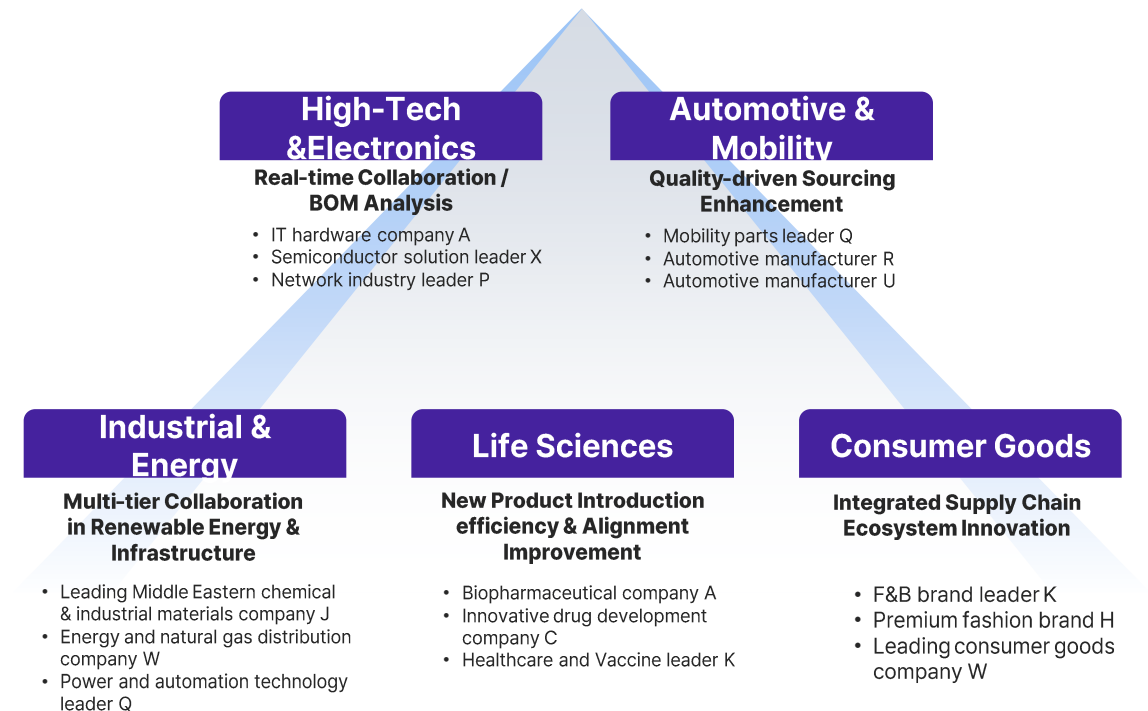 High-Tech
&Electronics
Real-time Collaboration /
BOM Analysis
• IT hardware company A
• Semiconductor solution leader X
• Network industry leader P
Automotive &
Mobility
Quality-driven Sourcing
Enhancement
• Mobility parts leader Q
• Automotive manufacturer R
• Automotive manufacturer U
Industrial &
Energy
Multi-tier Collaboration
in Renewable Energy &
Infrastructure
• Leading Middle Eastern chemical
& industrial materials company J
• Energy and natural gas distribution
company W
• Power and automation technology
leader Q
Life Sciences
New Product Introduction
efficiency & Alignment
Improvement
• Biopharmaceutical company A
• Innovative drug development
company C
• Healthcare and Vaccine leader K
Consumer Goods
Integrated Supply Chain
Ecosystem Innovation
• F&B brand leader K
• Premium fashion brand H
• Leading consumer goods
company W